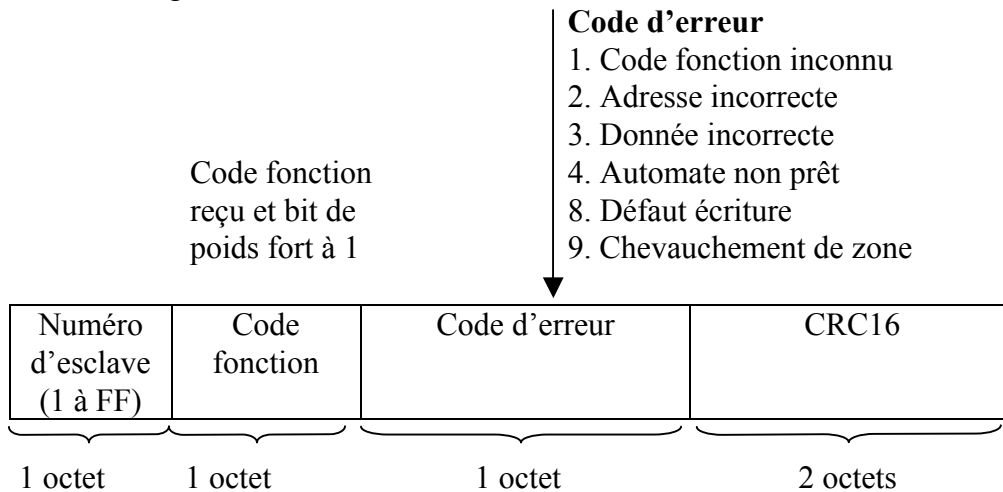 Code d'erreur
1. Code fonction inconnu
2. Adresse incorrecte
3. Donnée incorrecte
4. Automate non prêt
8. Défaut écriture
9. Chevauchement de zone
Code fonction
reçu et bit de
poids fort à 1
Numéro
d'esclave
(1 à FF)
Code
fonction
Code d'erreur
CRC16
1 octet
1 octet
1 octet
2 octets